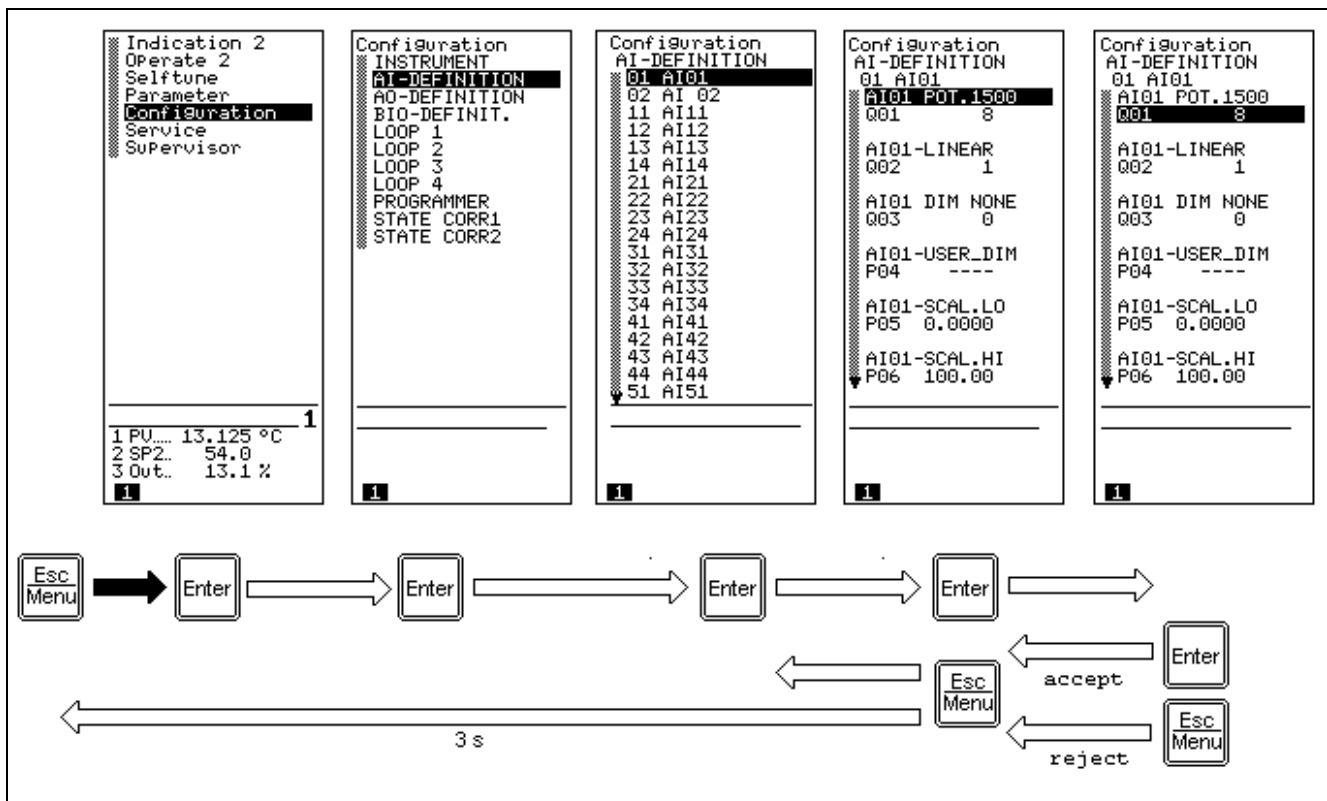 Indication 2
Operate 2
Selftune
Parameter
Configuration
Service
Supervisor
1
1 PV..... 13.125 °C
2 SP2.. 54.0
3 Out.. 13.1 %
1
Configuration
INSTRUMENT
AI-DEFINITION
AO-DEFINITION
BIO-DEFINIT.
LOOP 1
LOOP 2
LOOP 3
LOOP 4
PROGRAMMER
STATE CORR1
STATE CORR2
1
Configuration
AI-DEFINITION
01 AI01
02 AI 02
11 AI11
12 AI12
13 AI13
14 AI14
21 AI21
22 AI22
23 AI23
24 AI24
31 AI31
32 AI32
33 AI33
34 AI34
41 AI41
42 AI42
43 AI43
44 AI44
51 AI51
1
Configuration
AI-DEFINITION
01 AI01
AI01 POT.1500
Q01 8
AI01-LINEAR
Q02 1
AI01 DIM NONE
Q03 0
AI01-USER_DIM
P04 ----
AI01-SCAL.LO
P05 0.0000
AI01-SCAL.HI
P06 100.00
1
Configuration
AI-DEFINITION
01 AI01
AI01 POT.1500
Q01 8
AI01-LINEAR
Q02 1
AI01 DIM NONE
Q03 0
AI01-USER_DIM
P04 ----
AI01-SCAL.LO
P05 0.0000
AI01-SCAL.HI
P06 100.00
1
Esc
Menu
Enter
Enter
Enter
Enter
Enter
accept
Esc
Menu
Esc
Menu
reject
3 s